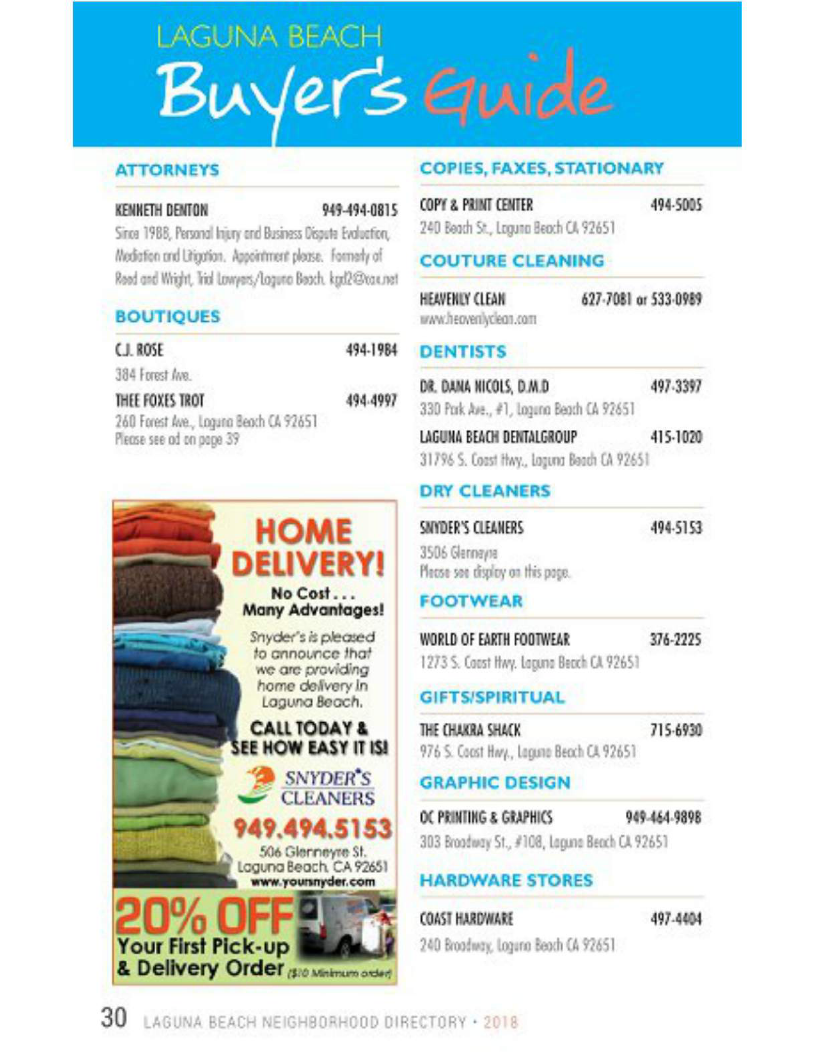 LAGUNA BEACH
Buyer's Guide
ATTORNEYS
KENNETH DENTON 949-494-0815
Since 1988, Personal Injury and Business Dispute Evaluation,
Mediation and Litigation. Appointment please. Formerly of
Reed and Wright, Trial Lawyers/Laguna Beach. kgd2@xox.net
BOUTIQUES
C.J. ROSE 494-1984
384 Forest Ave.
THEE FOXES TROT 494-4997
260 Forest Ave., Laguna Beach CA 92651
Please see ad on page 39
HOME
DELIVERY!
No Cost...
Many Advantages!
Snyder's is pleased
to announce that
we are providing
home delivery in
Laguna Beach.
CALL TODAY &
SEE HOW EASY IT IS!
SNYDER'S
CLEANERS
949.494.5153
506 Glenneyre St.
Laguna Beach, CA 92651
www.yoursnyder.com
20% OFF
Your First Pick-up
& Delivery Order ($10 Minimum order)
COPIES, FAXES, STATIONARY
COPY & PRINT CENTER 494-5005
240 Beach St., Laguna Beach CA 92651
COUTURE CLEANING
HEAVENLY CLEAN 627-7081 or 533-0989
www.heavenlyclean.com
DENTISTS
DR. DANA NICOLS, D.M.D 497-3397
330 Park Ave., #1, Laguna Beach CA 92651
LAGUNA BEACH DENTALGROUP 415-1020
31796 S. Coast Hwy., Laguna Beach CA 92651
DRY CLEANERS
SNYDER'S CLEANERS 494-5153
3506 Glenneyre
Please see display on this page.
FOOTWEAR
WORLD OF EARTH FOOTWEAR 376-2225
1273 S. Coast Hwy. Laguna Beach CA 92651
GIFTS/SPIRITUAL
THE CHAKRA SHACK 715-6930
976 S. Coast Hwy., Laguna Beach CA 92651
GRAPHIC DESIGN
OC PRINTING & GRAPHICS 949-464-9898
303 Broadway St., #108, Laguna Beach CA 92651
HARDWARE STORES
COAST HARDWARE 497-4404
240 Broadway, Laguna Beach CA 92651
30 LAGUNA BEACH NEIGHBORHOOD DIRECTORY • 2018